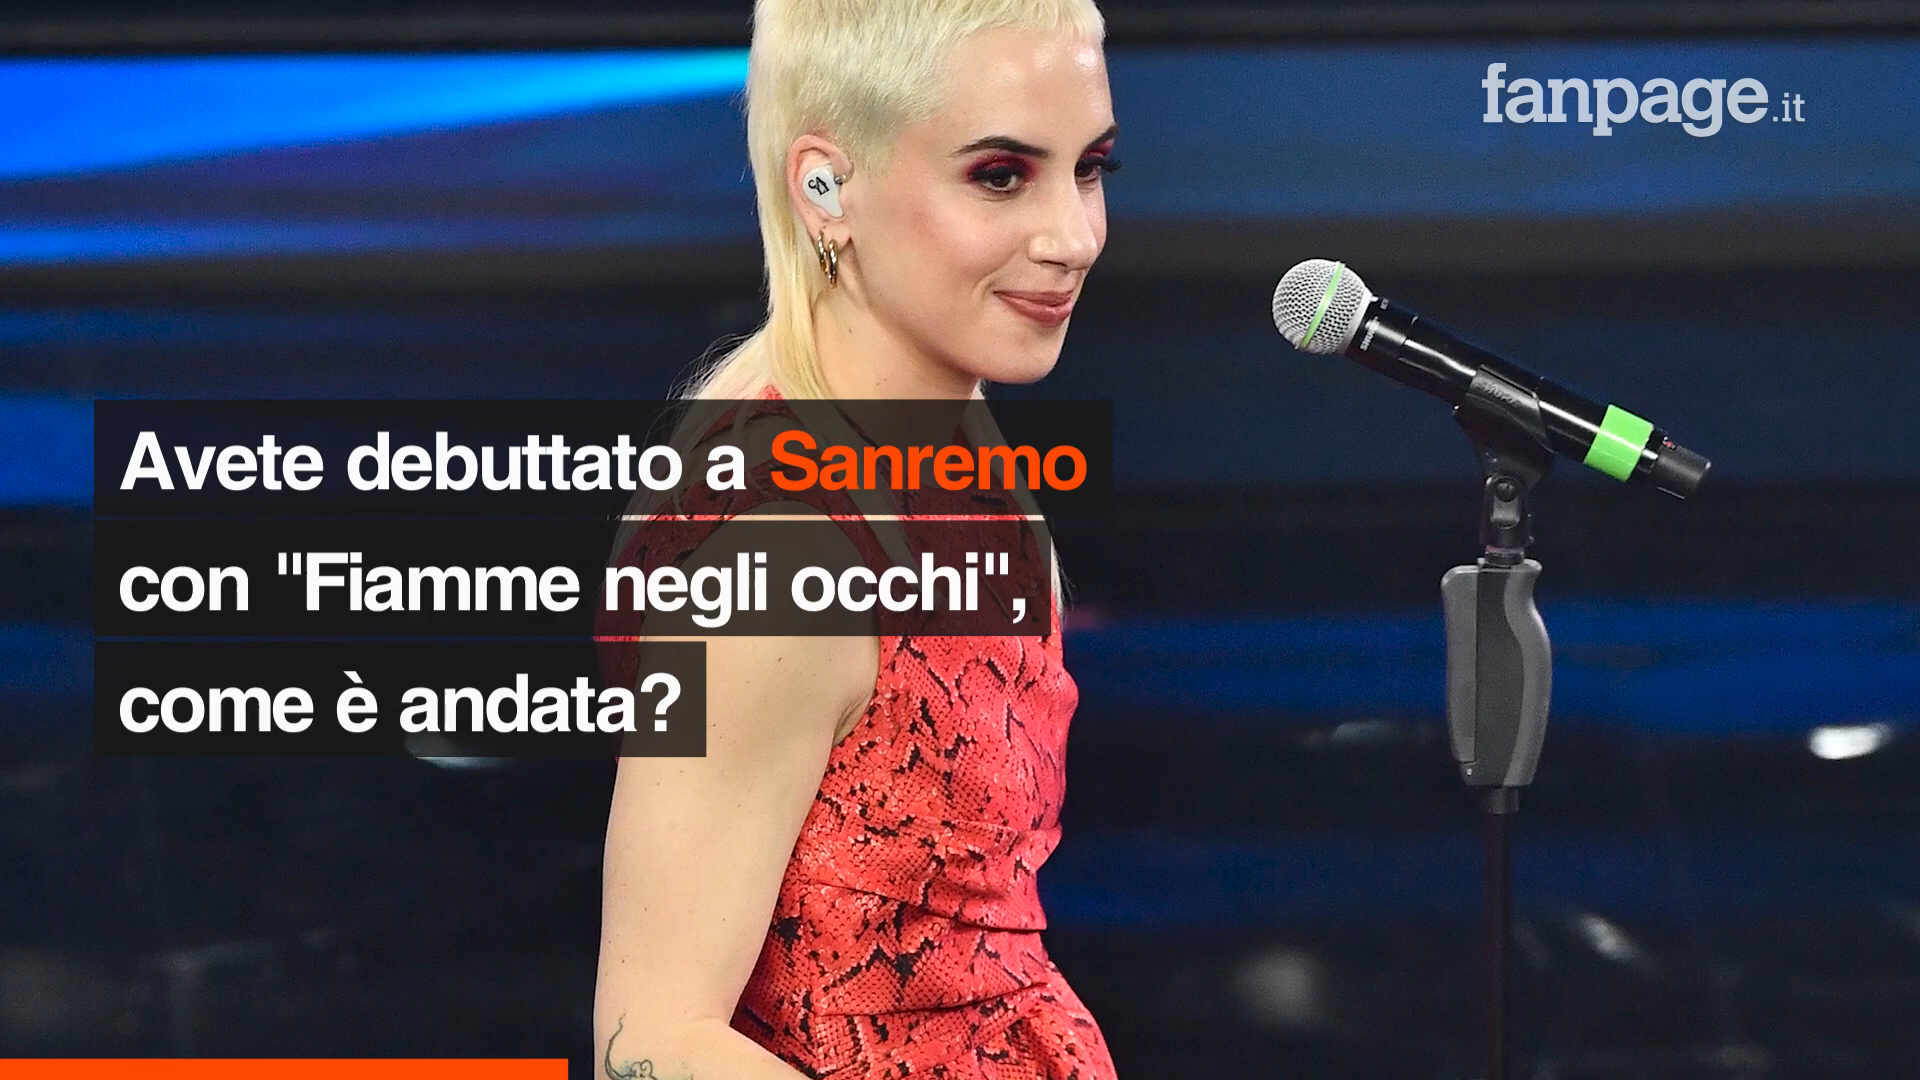 fanpage.it
Avete debuttato a Sanremo
con "Fiamme negli occhi",
come è andata?